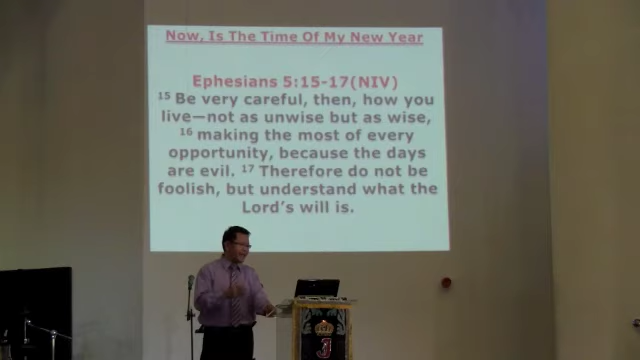 Now, Is The Time Of My New Year
Ephesians 5:15-17(NIV)
15 Be very careful, then, how you
live—not as unwise but as wise,
16 making the most of every
opportunity, because the days
are evil. 17 Therefore do not be
foolish, but understand what the
Lord's will is.
J